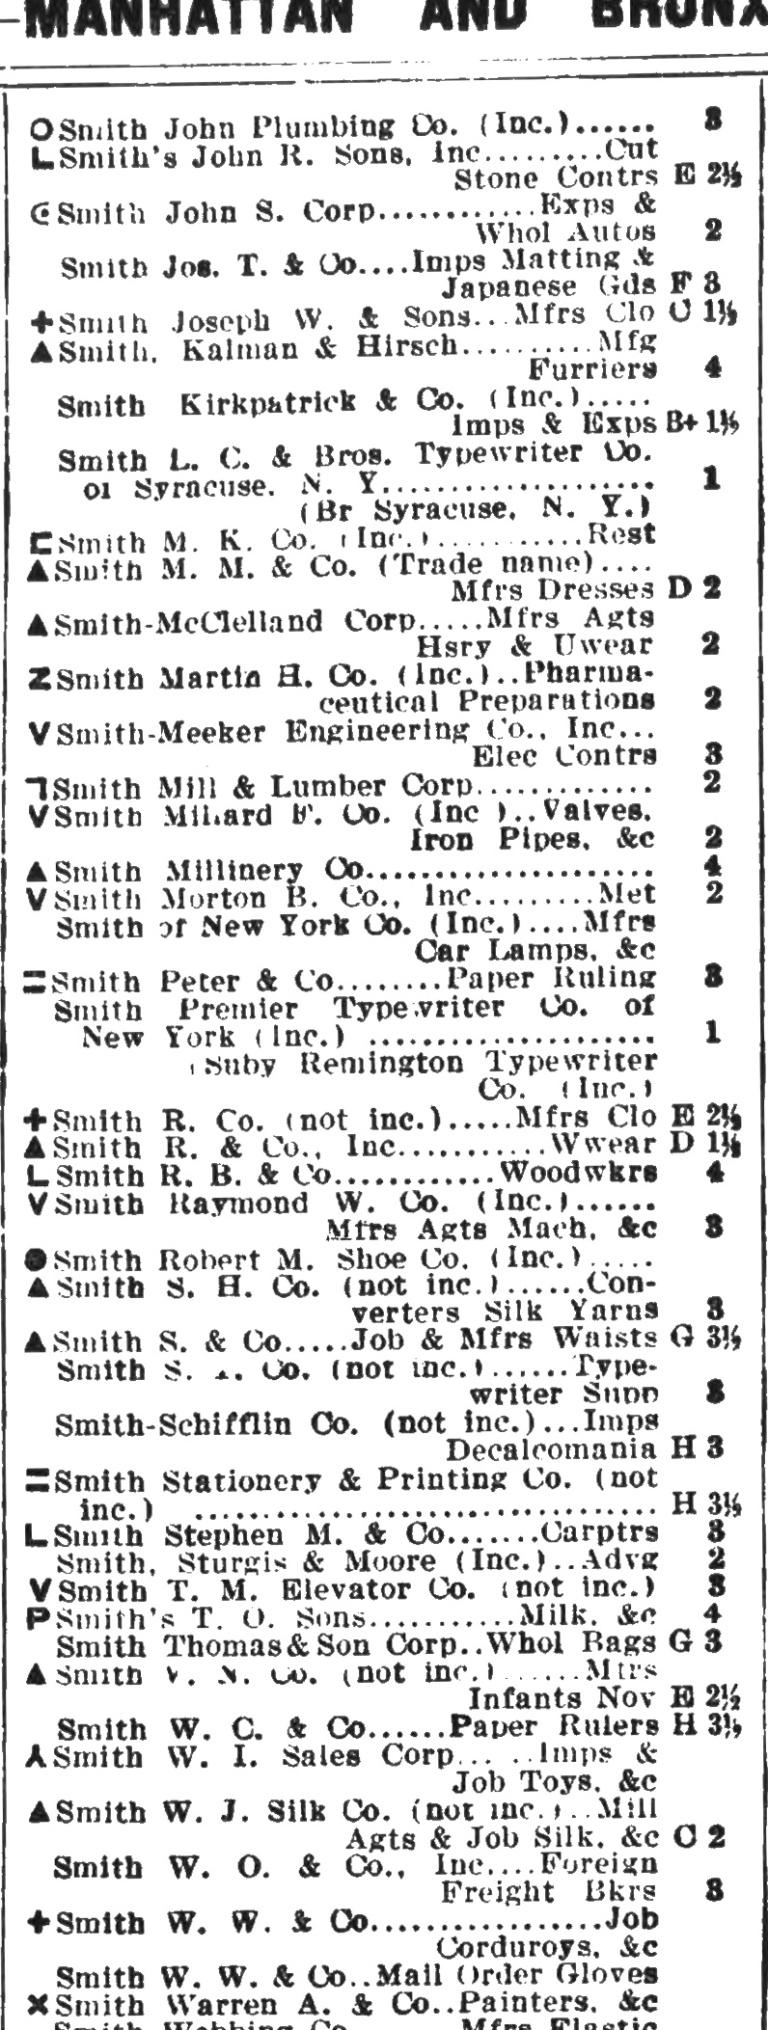 MANHATTAN AND BRONX
Smith John Plumbing Co. (Inc.)...... 3
Smith's John R. Sons, Inc.........Cut
Stone Contrs E 2½
Smith John S. Corp............Exps &
Whol Autos 2
Smith Jos. T. & Co....Imps Matting &
Japanese Gds F 3
Smith Joseph W. & Sons...Mfrs Clo C 1½
Smith, Kalman & Hirsch..........Mfg
Furriers 4
Smith Kirkpatrick & Co. (Inc.).....
Imps & Exps B+ 1½
Smith L. C. & Bros. Typewriter Co.
of Syracuse, N. Y.................... 1
(Br Syracuse, N. Y.)
Smith M. K. Co. (Inc.)...........Rest
Smith M. M. & Co. (Trade name)....
Mfrs Dresses D 2
Smith-McClelland Corp.....Mfrs Agts
Hsry & Uwear 2
Smith Martin H. Co. (Inc.)..Pharma-
ceutical Preparations 2
Smith-Meeker Engineering Co., Inc...
Elec Contrs 3
Smith Mill & Lumber Corp............. 2
Smith Millard F. Co. (Inc )..Valves,
Iron Pipes, &c 2
Smith Millinery Co..................... 4
Smith Morton B. Co., Inc.........Met 2
Smith of New York Co. (Inc.)....Mfrs
Car Lamps, &c
Smith Peter & Co........Paper Ruling 3
Smith Premier Typewriter Co. of
New York (Inc.) ..................... 1
(Suby Remington Typewriter
Co. (Inc.)
Smith R. Co. (not inc.).....Mfrs Clo E 2½
Smith R. & Co., Inc...........Wwear D 1½
Smith R. B. & Co............Woodwkrs 4
Smith Raymond W. Co. (Inc.)......
Mfrs Agts Mach, &c 3
Smith Robert M. Shoe Co. (Inc.).....
Smith S. H. Co. (not inc.)......Con-
verters Silk Yarns 3
Smith S. & Co.....Job & Mfrs Waists G 3½
Smith S. Co. (not inc.)......Type-
writer Supp 3
Smith-Schifflin Co. (not inc.)...Imps
Decalcomania H 3
Smith Stationery & Printing Co. (not
inc.) .................................. H 3½
Smith Stephen M. & Co.......Carptrs 3
Smith, Sturgis & Moore (Inc.)..Advg 2
Smith T. M. Elevator Co. (not inc.) 3
Smith's T. O. Sons...........Milk, &c 4
Smith Thomas & Son Corp..Whol Rags G 3
Smith V. N. Co. (not inc.)......Mfrs
Infants Nov E 2½
Smith W. C. & Co......Paper Rulers H 3½
Smith W. I. Sales Corp... ..Imps &
Job Toys, &c
Smith W. J. Silk Co. (not inc.)..Mill
Agts & Job Silk, &c C 2
Smith W. O. & Co., Inc....Foreign
Freight Bkrs 3
Smith W. W. & Co..................Job
Corduroys, &c
Smith W. W. & Co..Mail Order Gloves
Smith Warren A. & Co..Painters, &c
Smith Webbing Co. Mfrs Elastic